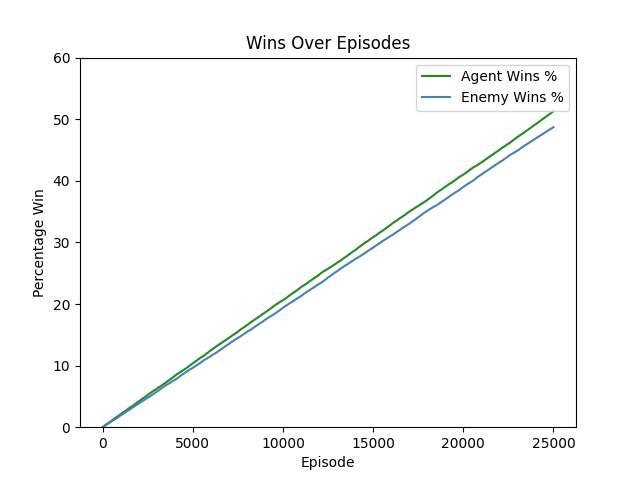 Wins Over Episodes
Agent Wins %
Enemy Wins %
Percentage Win
60
50
40
30
20
10
0
0 5000 10000 15000 20000 25000
Episode